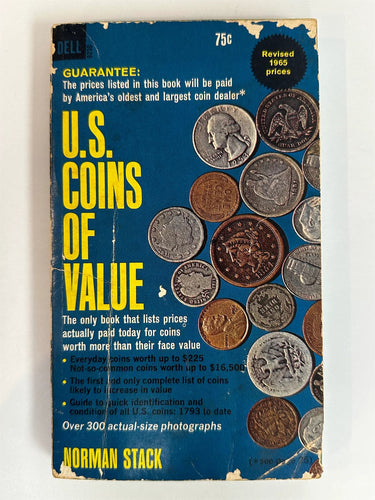 DELL
75c
Revised
1965
prices
GUARANTEE:
The prices listed in this book will be paid
by America's oldest and largest coin dealer*
U.S.
COINS
OF
VALUE
The only book that lists prices
actually paid today for coins
worth more than their face value
• Everyday coins worth up to $225
Not-so-common coins worth up to $16,500
• The first and only complete list of coins
likely to increase in value
• Guide to quick identification and
condition of all U.S. coins: 1793 to date
Over 300 actual-size photographs
NORMAN STACK